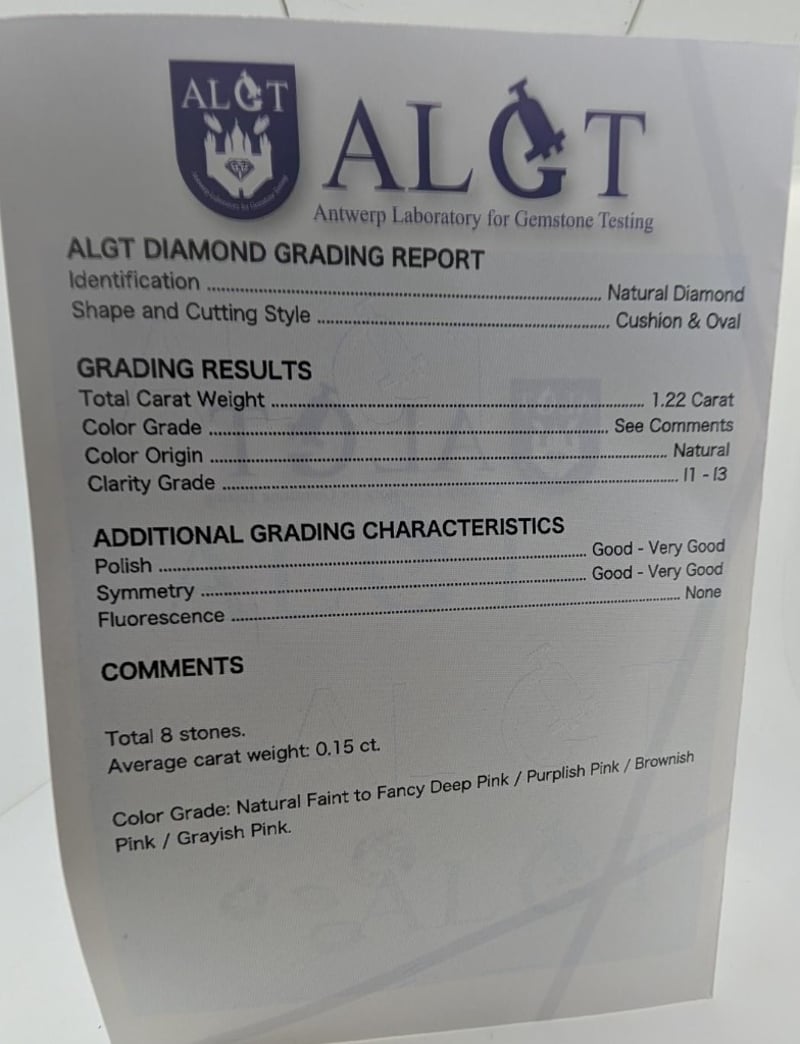 ALGT
ALGT
Antwerp Laboratory for Gemstone Testing
ALGT DIAMOND GRADING REPORT
Identification ........ Natural Diamond
Shape and Cutting Style ........ Cushion & Oval
GRADING RESULTS
Total Carat Weight ........ 1.22 Carat
Color Grade ........ See Comments
Color Origin ........ Natural
Clarity Grade ........ I1 - I3
ADDITIONAL GRADING CHARACTERISTICS
Polish ........ Good - Very Good
Symmetry ........ Good - Very Good
Fluorescence ........ None
COMMENTS
Total 8 stones.
Average carat weight: 0.15 ct.
Color Grade: Natural Faint to Fancy Deep Pink / Purplish Pink / Brownish
Pink / Grayish Pink.